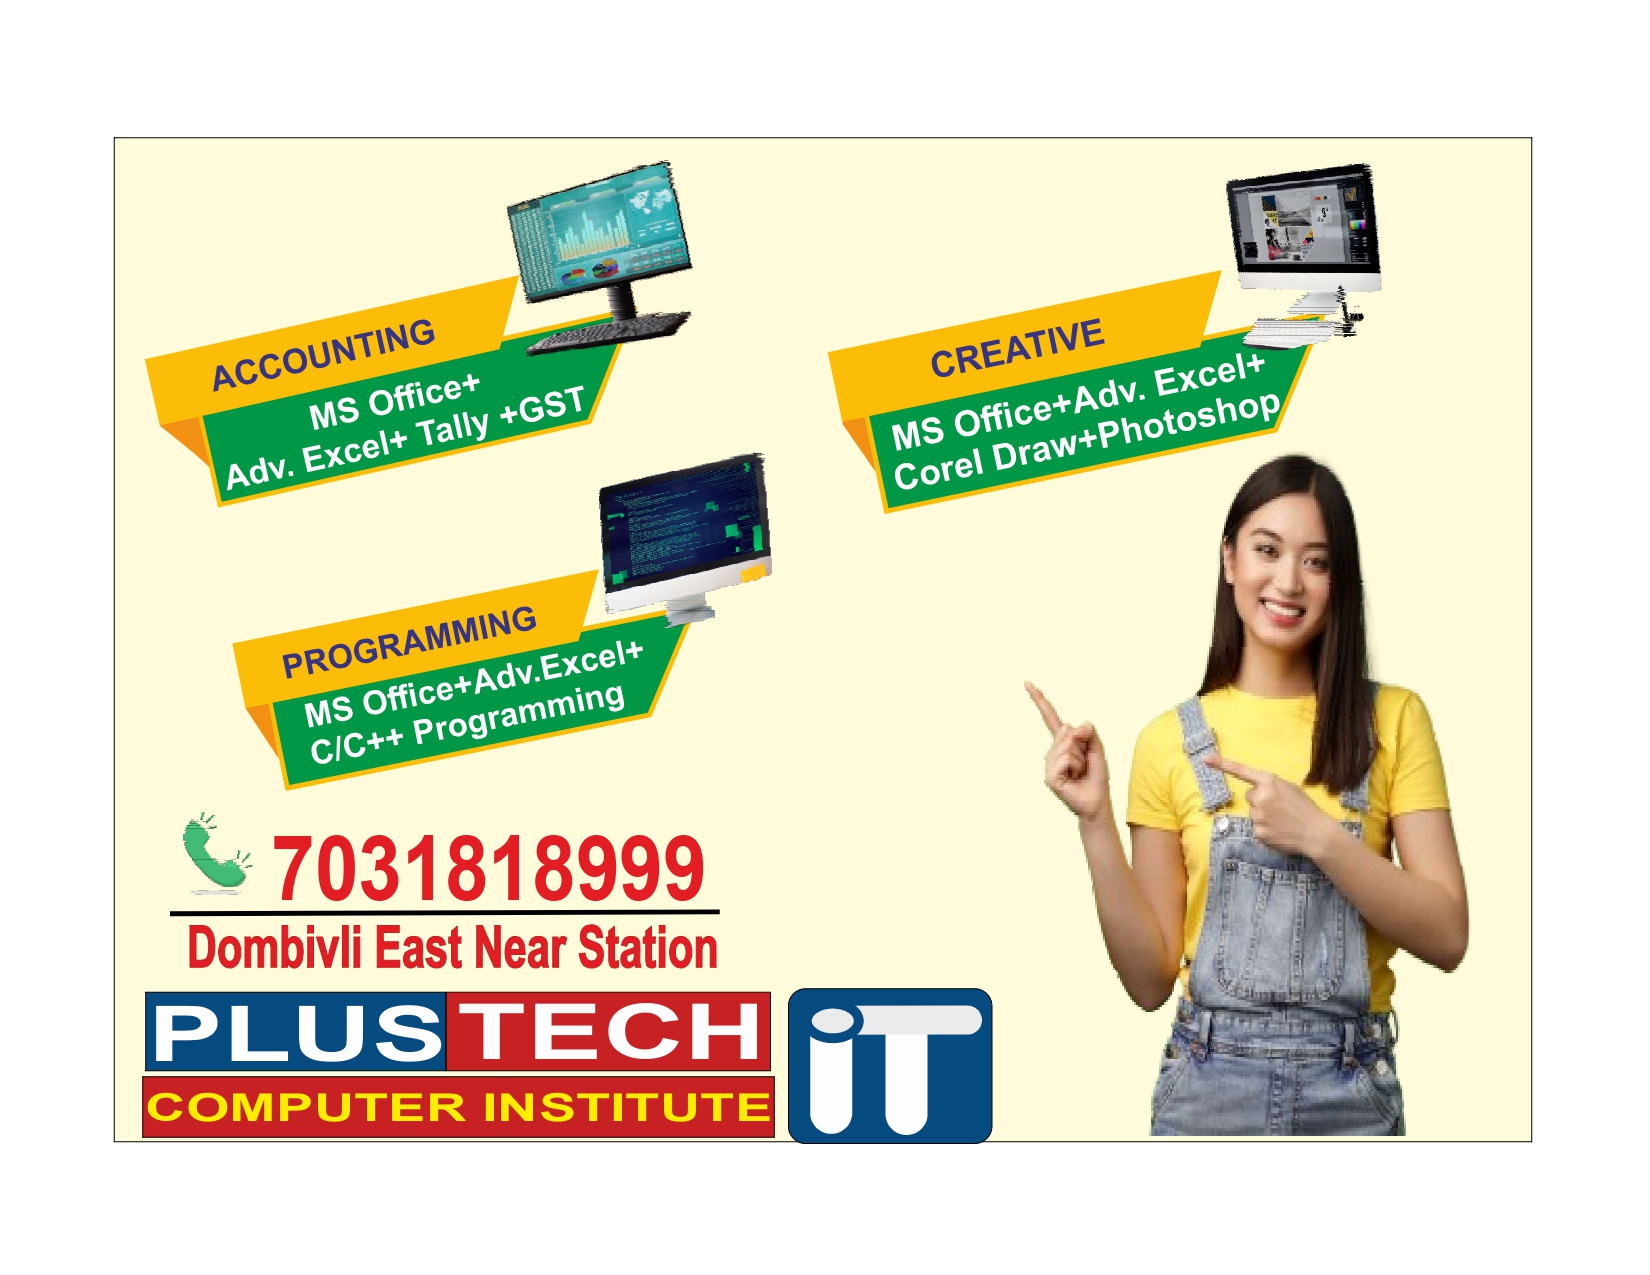 ACCOUNTING
MS Office+
Adv. Excel+ Tally +GST
CREATIVE
MS Office+Adv. Excel+
Corel Draw+Photoshop
PROGRAMMING
MS Office+Adv.Excel+
C/C++ Programming
7031818999
Dombivli East Near Station
PLUSTECH
COMPUTER INSTITUTE
iT